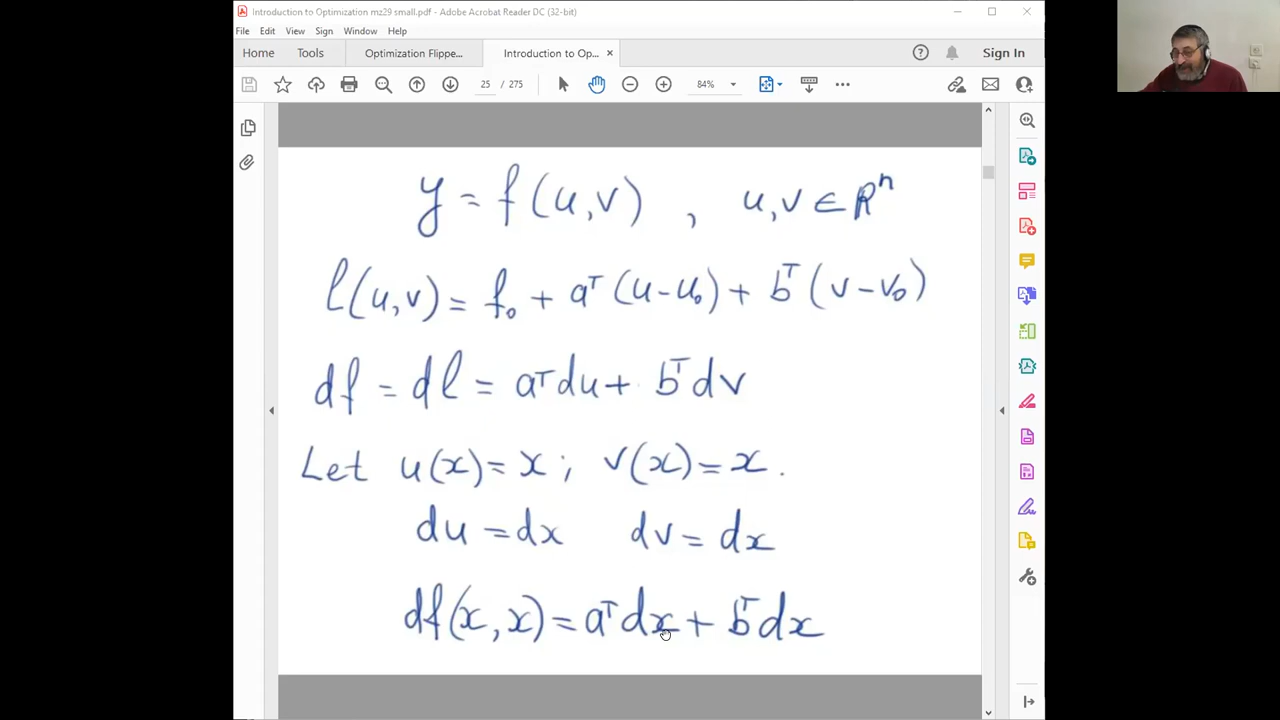 Introduction to Optimization mz29 small.pdf - Adobe Acrobat Reader DC (32-bit)
File Edit View Sign Window Help
Home Tools Optimization Flippe... Introduction to Op... × Sign In
25 / 275 84%
y = f(u,v) , u,v ∈ Rⁿ
l(u,v) = f₀ + aᵀ(u-u₀) + bᵀ(v-v₀)
df = dl = aᵀdu + bᵀdv
Let u(x) = x ; v(x) = x .
du = dx dv = dx
df(x,x) = aᵀdx + bᵀdx